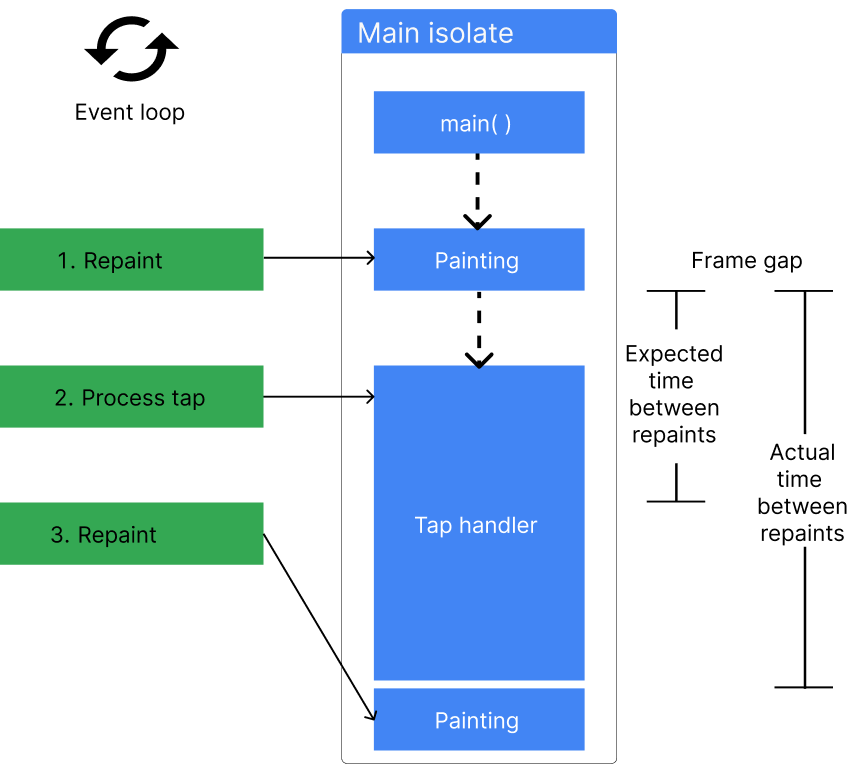 Main isolate
Event loop
main( )
1. Repaint
Painting
Frame gap
2. Process tap
Expected
time
between
repaints
Actual
time
between
repaints
3. Repaint
Tap handler
Painting